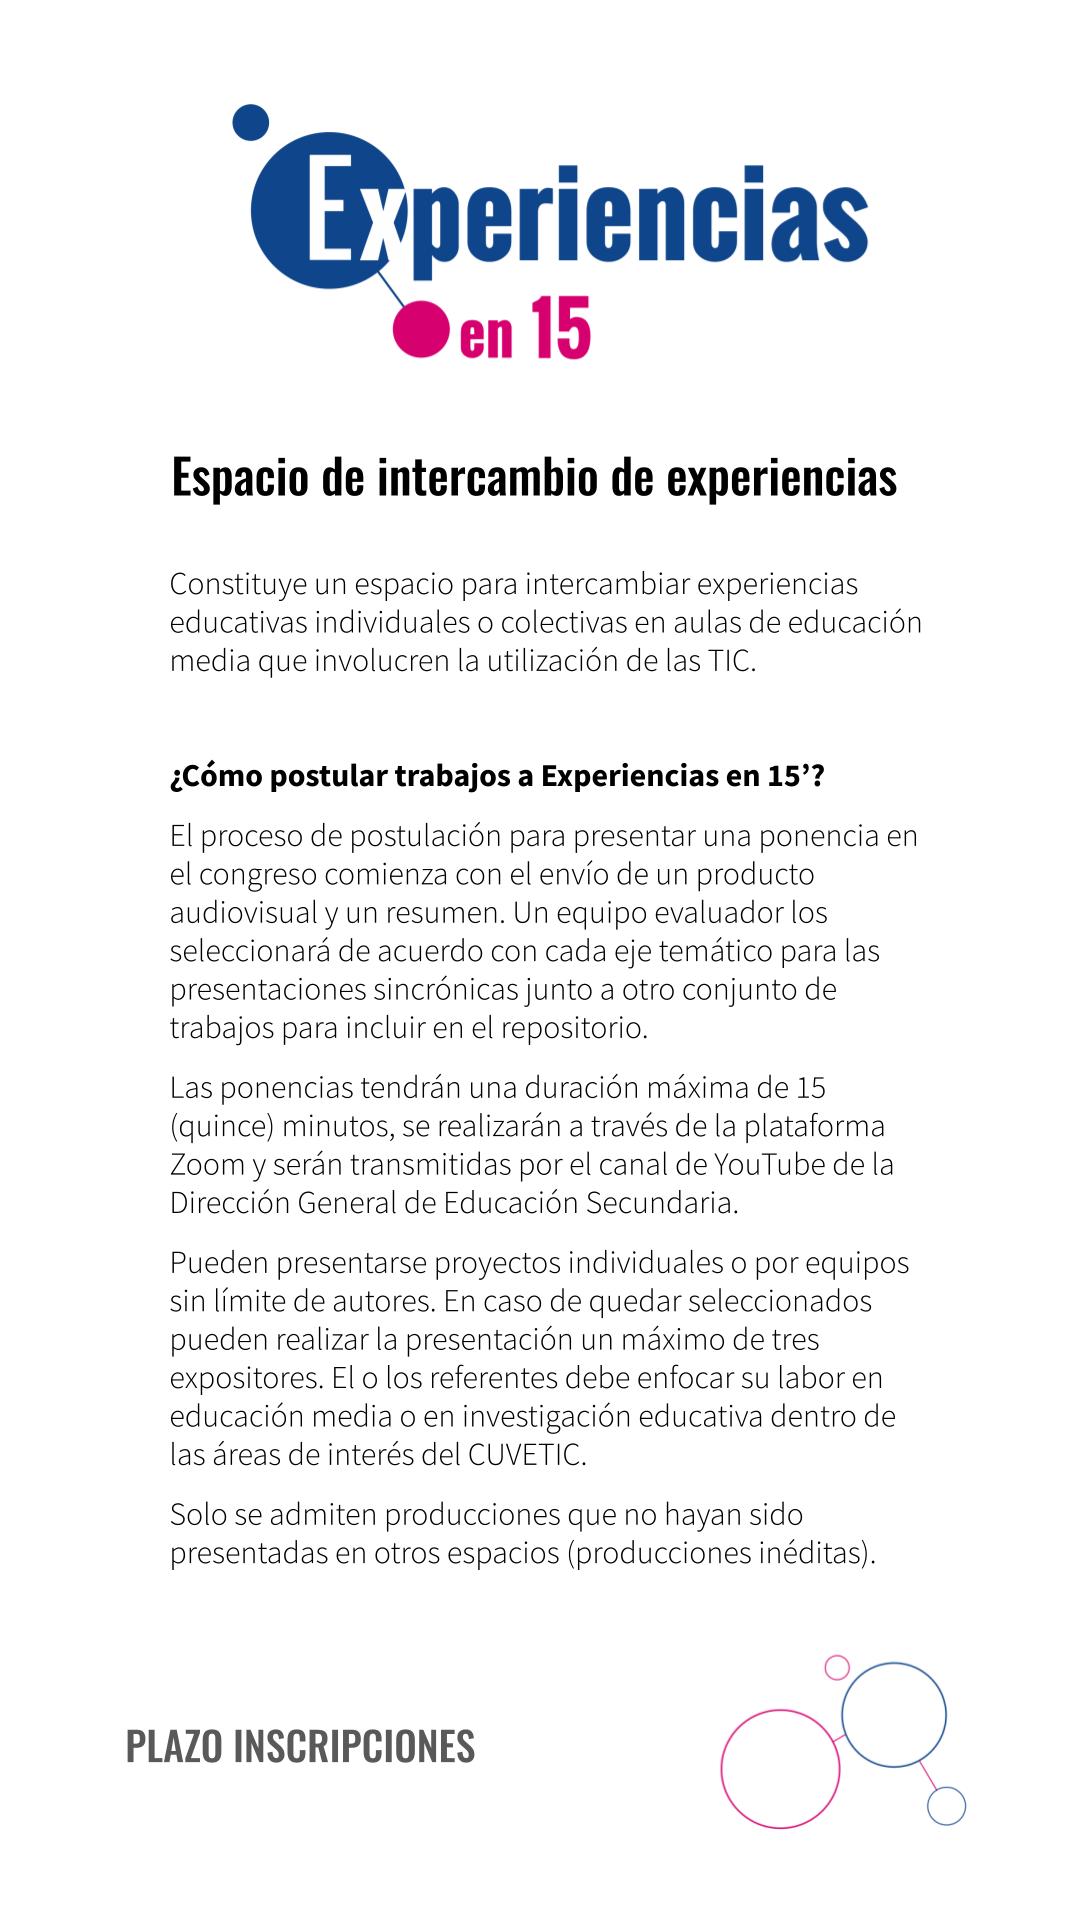 Experiencias
en 15
Espacio de intercambio de experiencias
Constituye un espacio para intercambiar experiencias
educativas individuales o colectivas en aulas de educación
media que involucren la utilización de las TIC.
¿Cómo postular trabajos a Experiencias en 15’?
El proceso de postulación para presentar una ponencia en
el congreso comienza con el envío de un producto
audiovisual y un resumen. Un equipo evaluador los
seleccionará de acuerdo con cada eje temático para las
presentaciones sincrónicas junto a otro conjunto de
trabajos para incluir en el repositorio.
Las ponencias tendrán una duración máxima de 15
(quince) minutos, se realizarán a través de la plataforma
Zoom y serán transmitidas por el canal de YouTube de la
Dirección General de Educación Secundaria.
Pueden presentarse proyectos individuales o por equipos
sin límite de autores. En caso de quedar seleccionados
pueden realizar la presentación un máximo de tres
expositores. El o los referentes debe enfocar su labor en
educación media o en investigación educativa dentro de
las áreas de interés del CUVETIC.
Solo se admiten producciones que no hayan sido
presentadas en otros espacios (producciones inéditas).
PLAZO INSCRIPCIONES